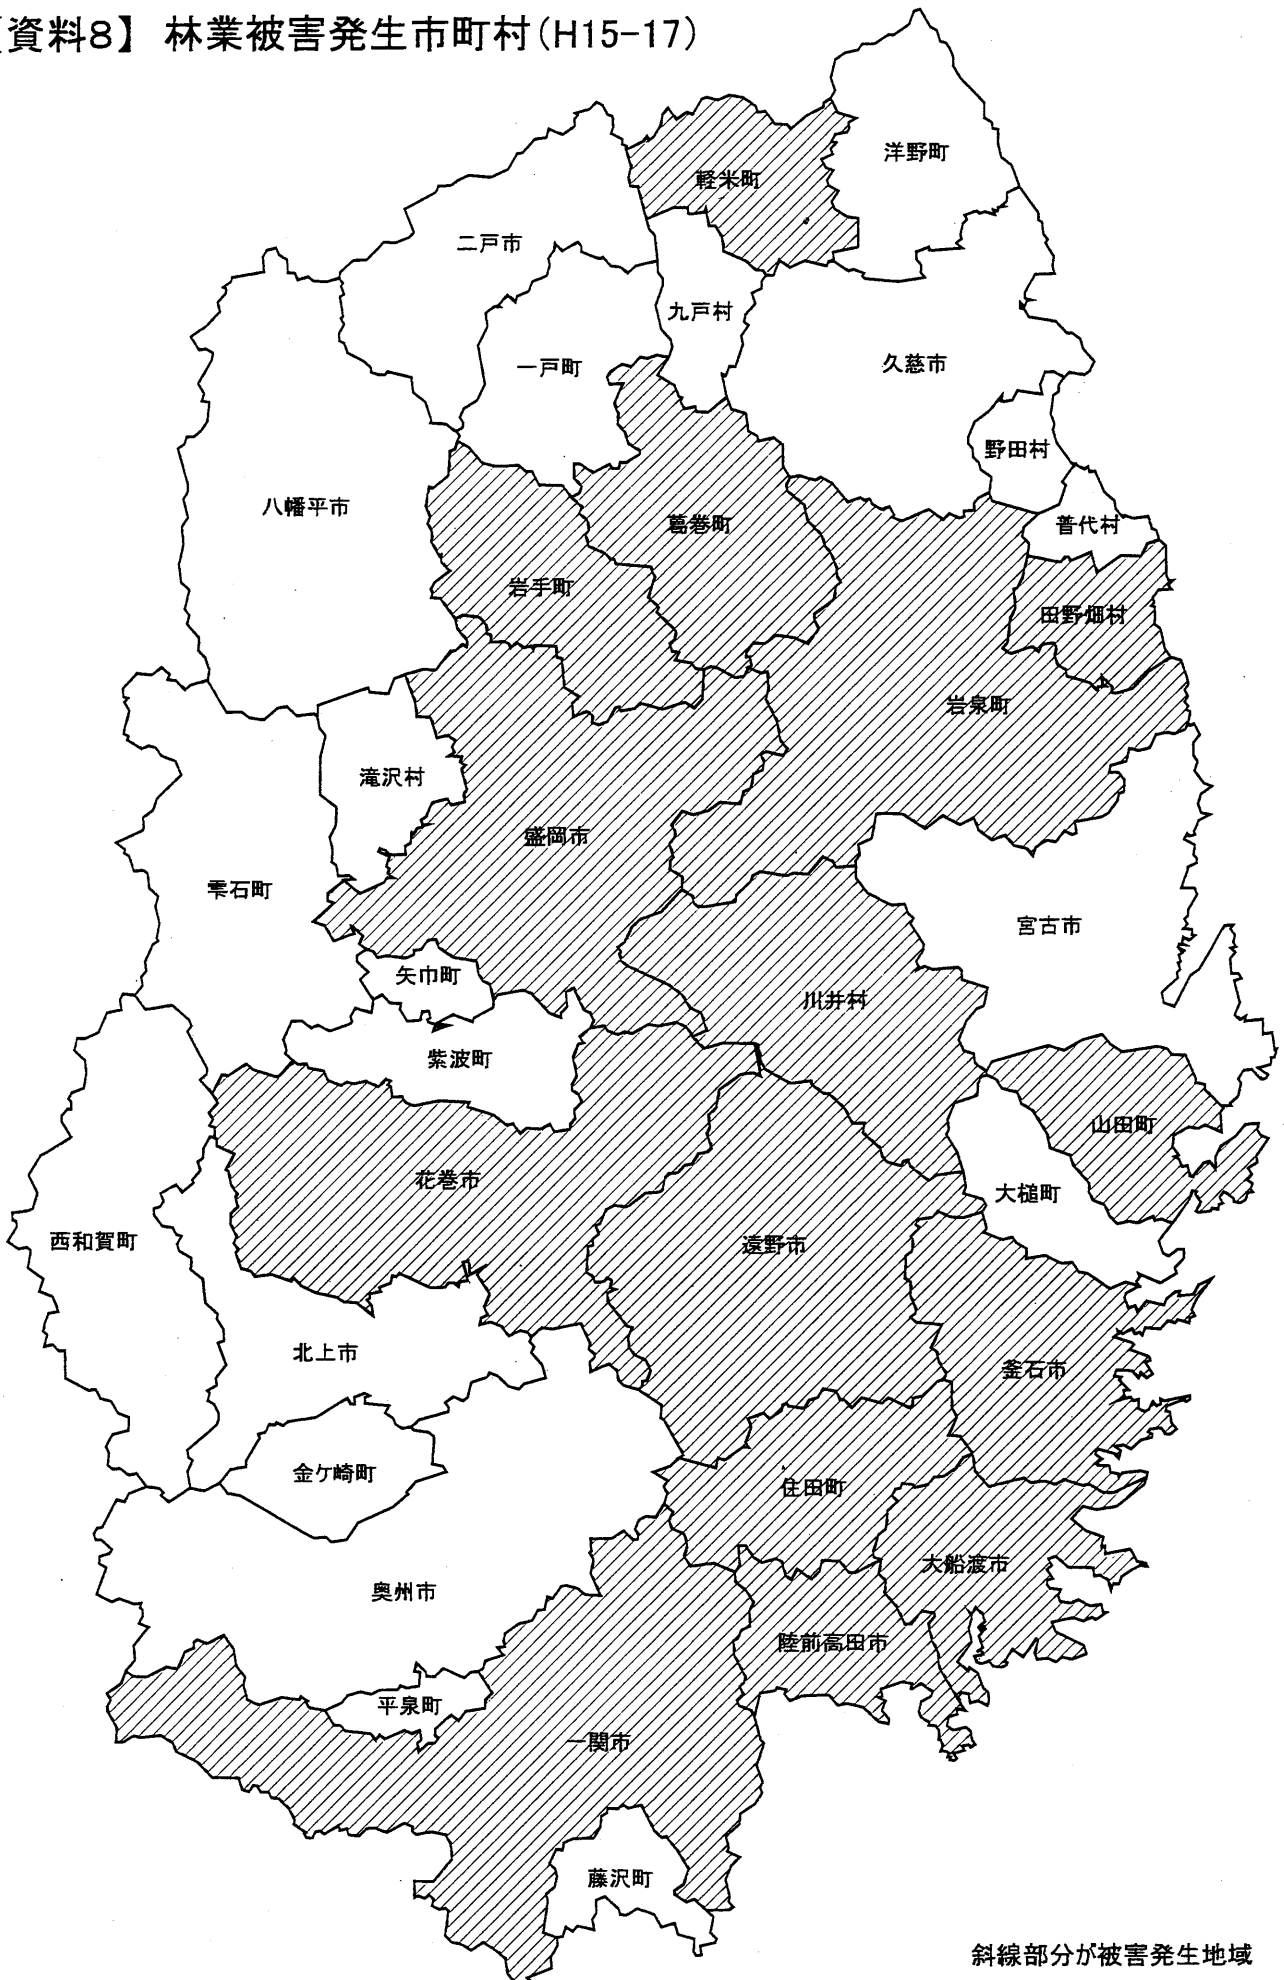 【資料8】 林業被害発生市町村(H15-17)
洋野町
軽米町
二戸市
九戸村
一戸町
久慈市
野田村
八幡平市
葛巻町
普代村
岩手町
田野畑村
岩泉町
滝沢村
盛岡市
雫石町
宮古市
矢巾町
川井村
紫波町
山田町
花巻市
大槌町
西和賀町
遠野市
北上市
釜石市
金ケ崎町
住田町
大船渡市
奥州市
陸前高田市
平泉町
一関市
藤沢町
斜線部分が被害発生地域